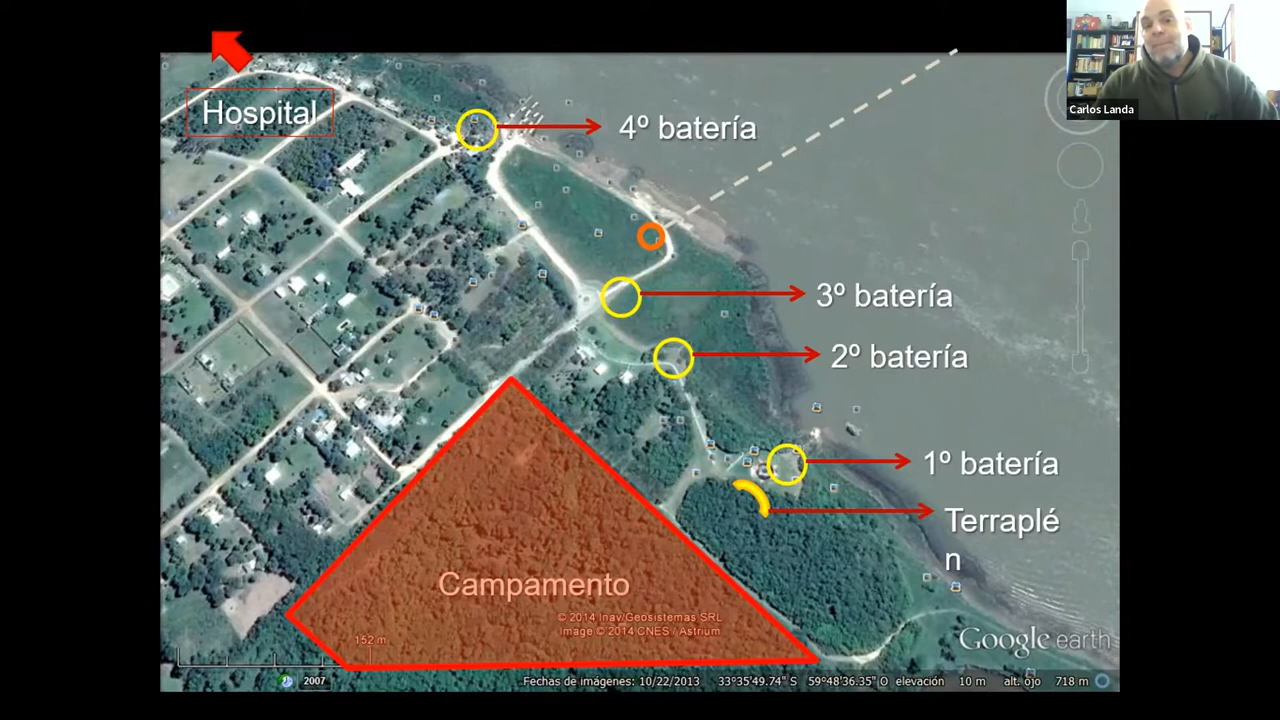 Carlos Landa
Hospital
4º batería
3º batería
2º batería
1º batería
Terraplé
n
Campamento
© 2014 Inav/Geosistemas SRL
Image © 2014 CNES / Astrium
Google earth
152 m
2007
Fechas de imágenes: 10/22/2013 33°35'49.74" S 59°48'36.35" O elevación 10 m alt. ojo 718 m